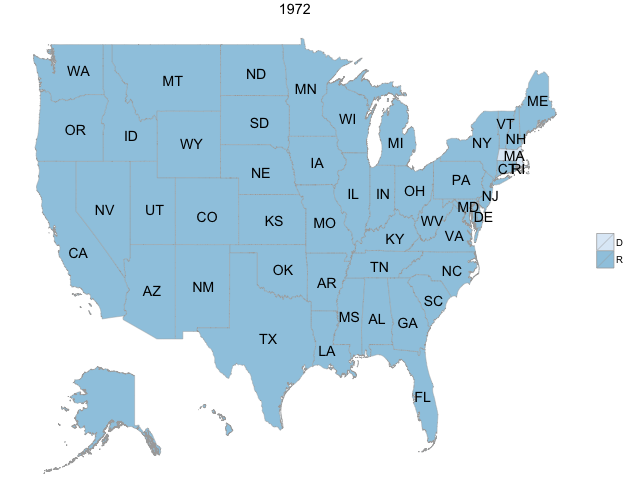 1972
WA
MT
ND
MN
ME
OR
ID
SD
WI
VT
NH
WY
MI
NY
MA
NE
IA
CT
RI
PA
IL
IN
OH
NJ
NV
UT
CO
KS
MO
MD
DE
WV
VA
KY
D
R
CA
AZ
NM
OK
AR
TN
NC
SC
TX
MS
AL
GA
LA
FL